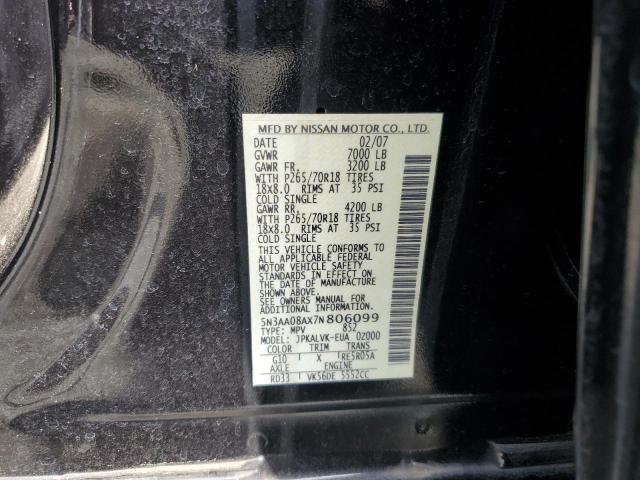 MFD BY NISSAN MOTOR CO., LTD.
DATE 02/07
GVWR 7000 LB
GAWR FR. 3200 LB
WITH P265/70R18 TIRES
18X8.0 RIMS AT 35 PSI
COLD SINGLE
GAWR RR. 4200 LB
WITH P265/70R18 TIRES
18X8.0 RIMS AT 35 PSI
COLD SINGLE
THIS VEHICLE CONFORMS TO
ALL APPLICABLE FEDERAL
MOTOR VEHICLE SAFETY
STANDARDS IN EFFECT ON
THE DATE OF MANUFACTURE
SHOWN ABOVE.
SEE OWNERS MANUAL FOR
ADDITIONAL INFORMATION
5N3AA08AX7N806099
TYPE: MPV 8S2
MODEL: JPKALVK-EUA 02000
COLOR TRIM TRANS
G10 X RE5R05A
AXLE ENGINE
RD33 VK56DE 5552CC